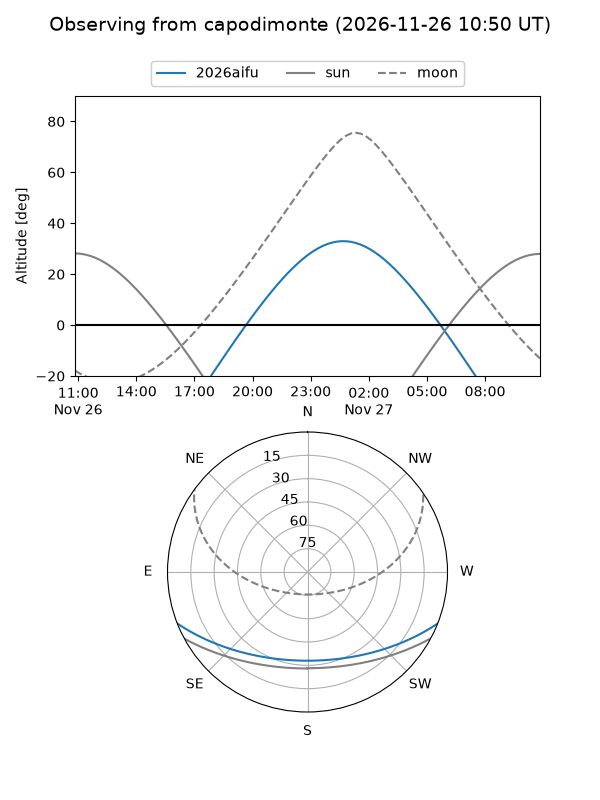 Observing from capodimonte (2026-11-26 10:50 UT)
2026aifu sun moon
Altitude [deg]
80
60
40
20
0
−20
11:00 14:00 17:00 20:00 23:00 02:00 05:00 08:00
Nov 26 Nov 27
N
NE NW
15
30
45
60
75
E W
SE SW
S